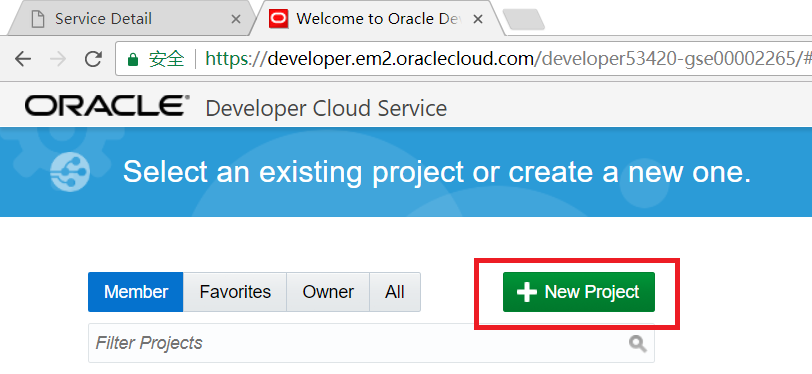 Service Detail
Welcome to Oracle De
安全 https://developer.em2.oraclecloud.com/developer53420-gse00002265/#
ORACLE® Developer Cloud Service
Select an existing project or create a new one.
Member Favorites Owner All New Project
Filter Projects